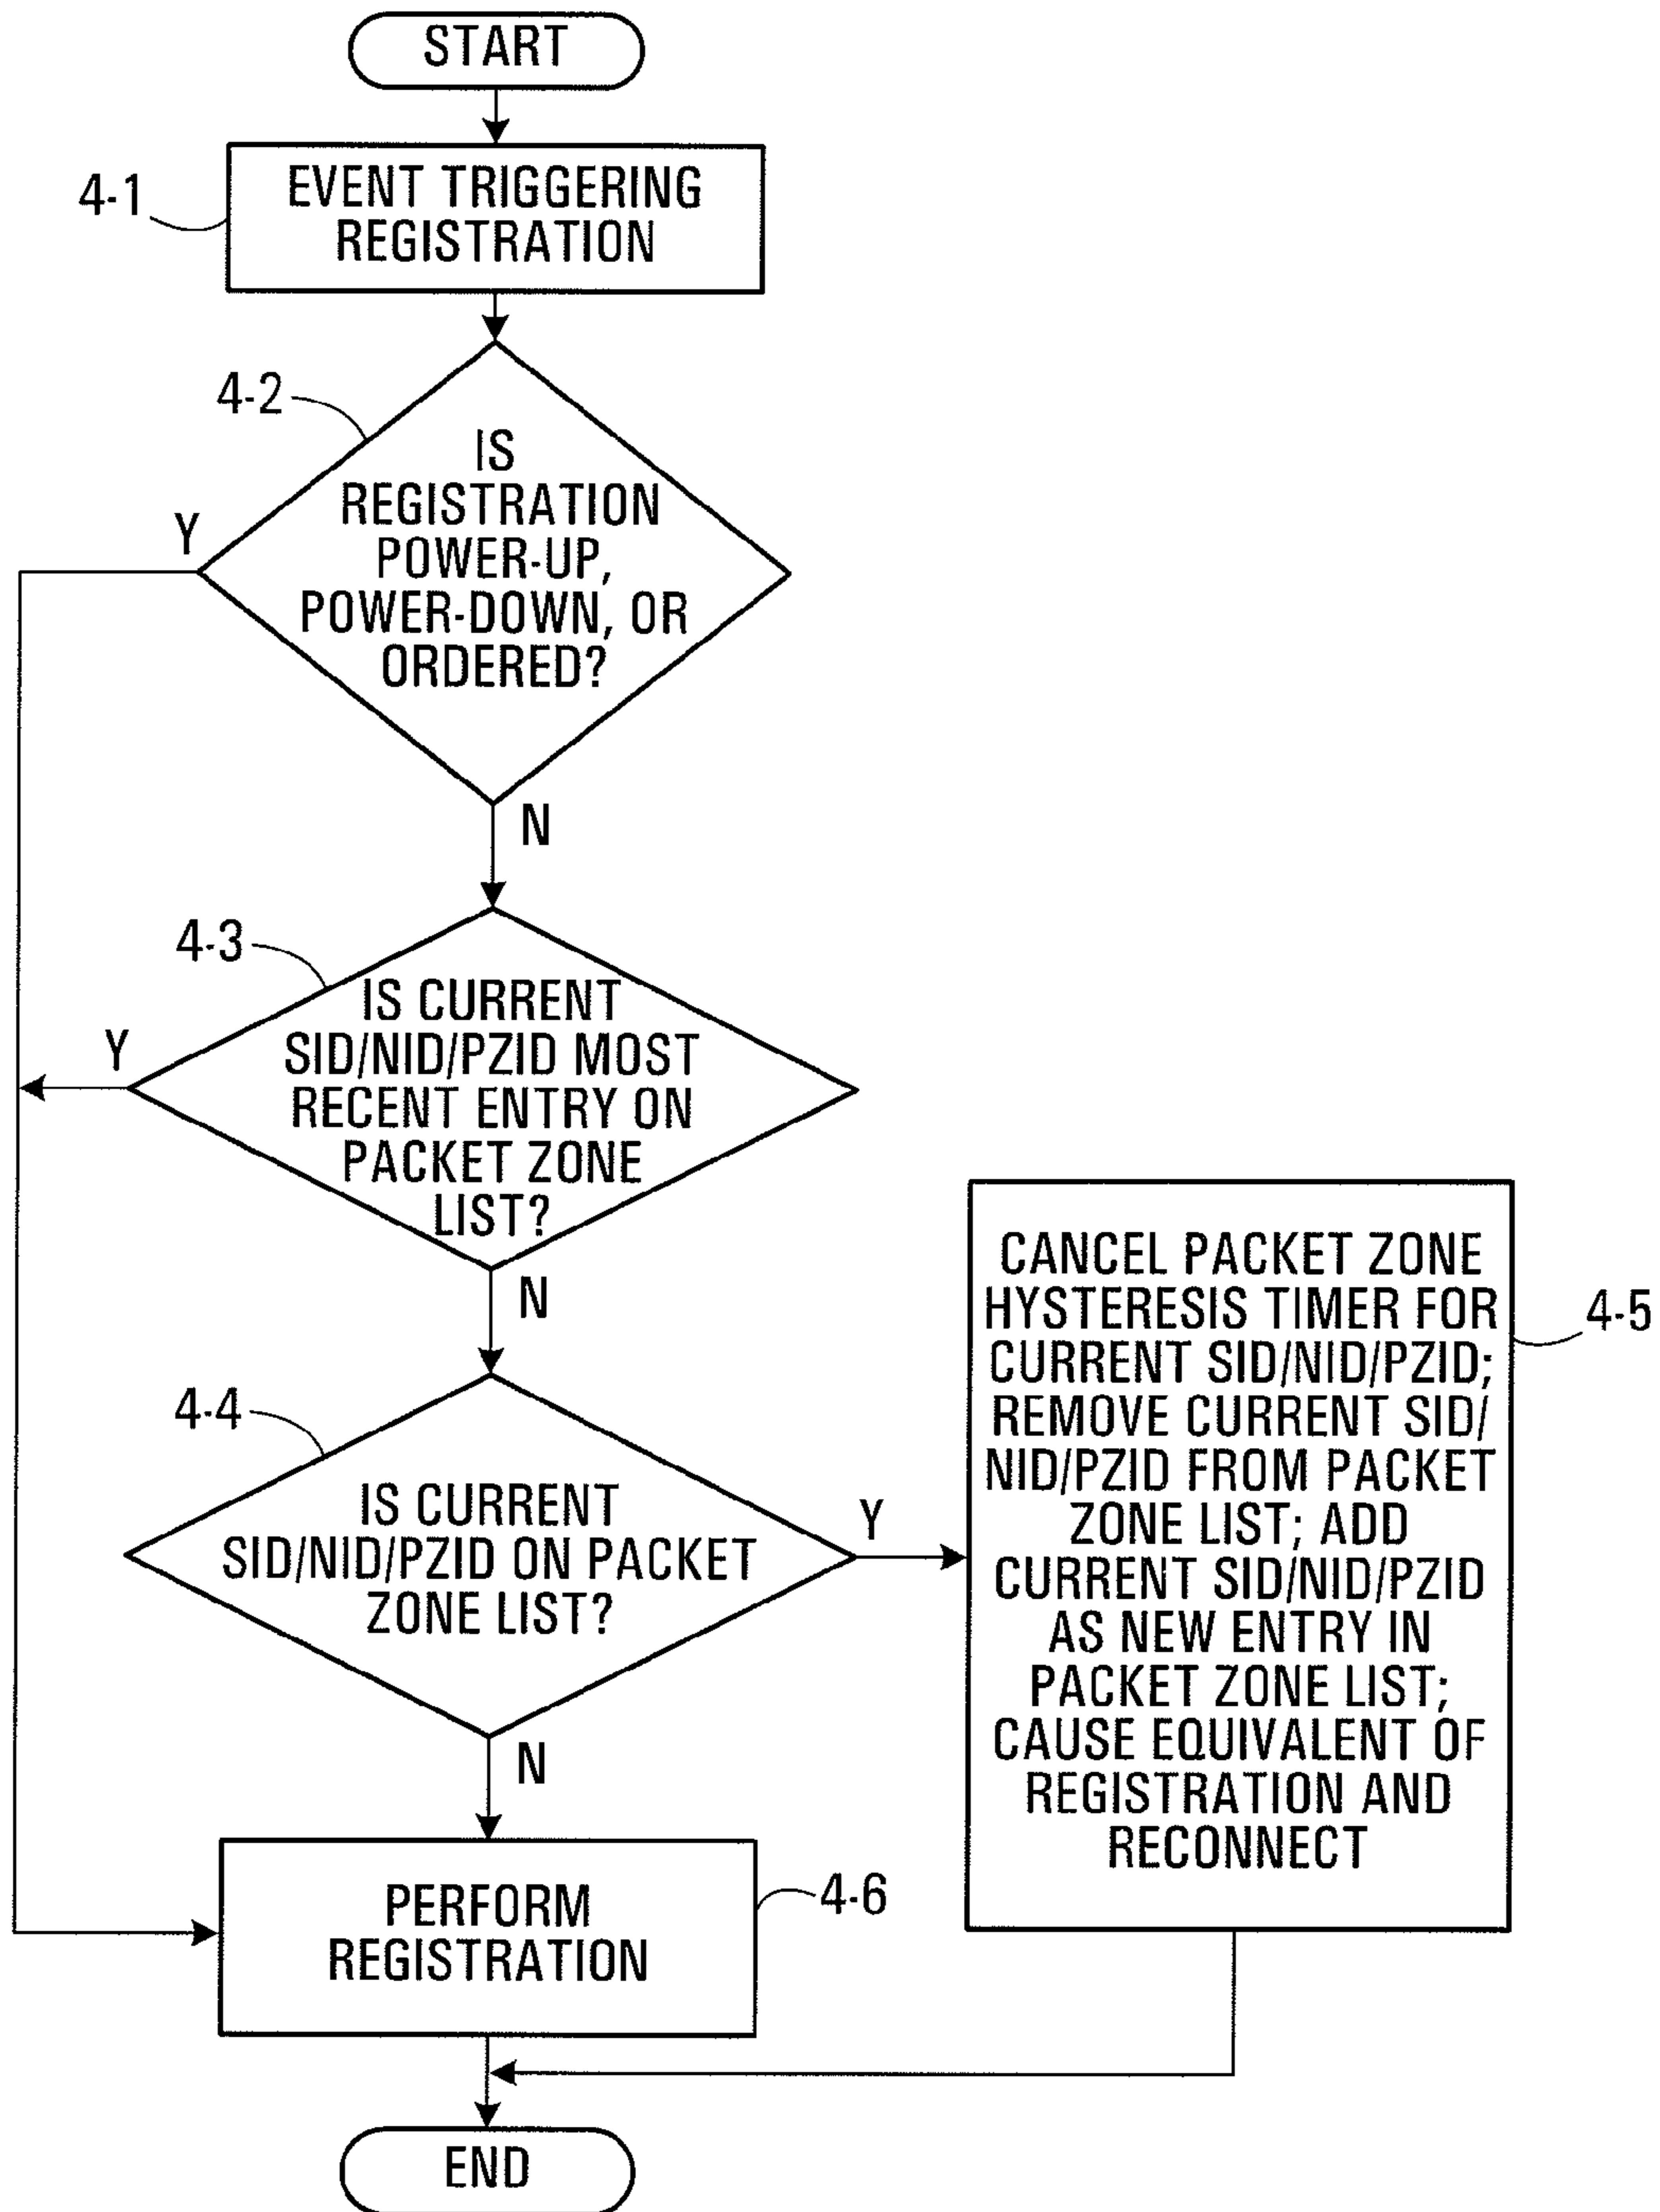 START
EVENT TRIGGERING
REGISTRATION
4-1
4-2
IS
REGISTRATION
POWER-UP,
POWER-DOWN, OR
ORDERED?
Y
N
4-3
IS CURRENT
SID/NID/PZID MOST
RECENT ENTRY ON
PACKET ZONE
LIST?
Y
N
4-4
IS CURRENT
SID/NID/PZID ON PACKET
ZONE LIST?
Y
N
CANCEL PACKET ZONE
HYSTERESIS TIMER FOR
CURRENT SID/NID/PZID;
REMOVE CURRENT SID/
NID/PZID FROM PACKET
ZONE LIST; ADD
CURRENT SID/NID/PZID
AS NEW ENTRY IN
PACKET ZONE LIST;
CAUSE EQUIVALENT OF
REGISTRATION AND
RECONNECT
4-5
PERFORM
REGISTRATION
4-6
END